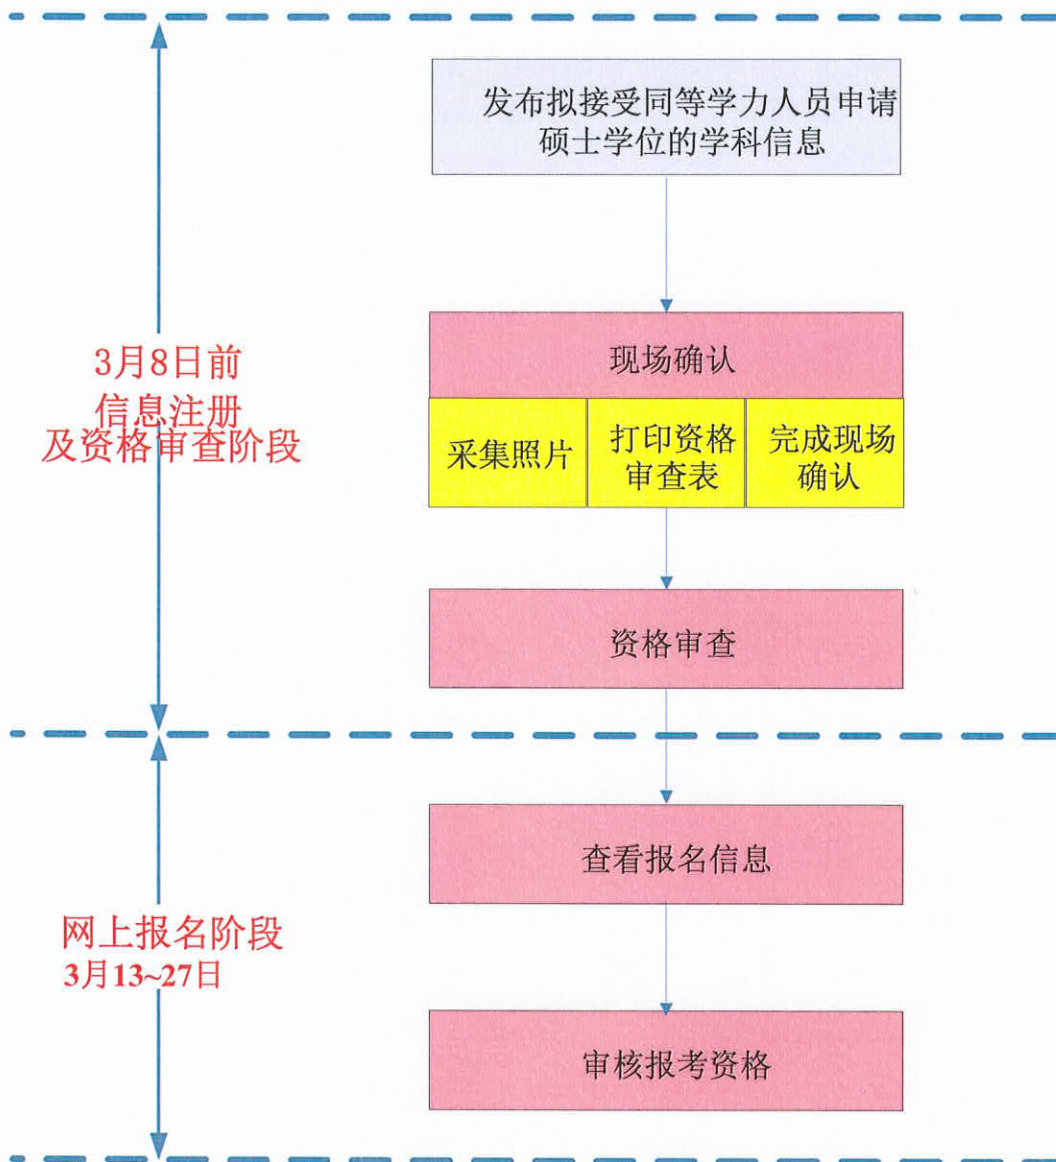 发布拟接受同等学力人员申请
硕士学位的学科信息
3月8日前
信息注册
及资格审查阶段
现场确认
采集照片
打印资格
审查表
完成现场
确认
资格审查
查看报名信息
网上报名阶段
3月13~27日
审核报考资格